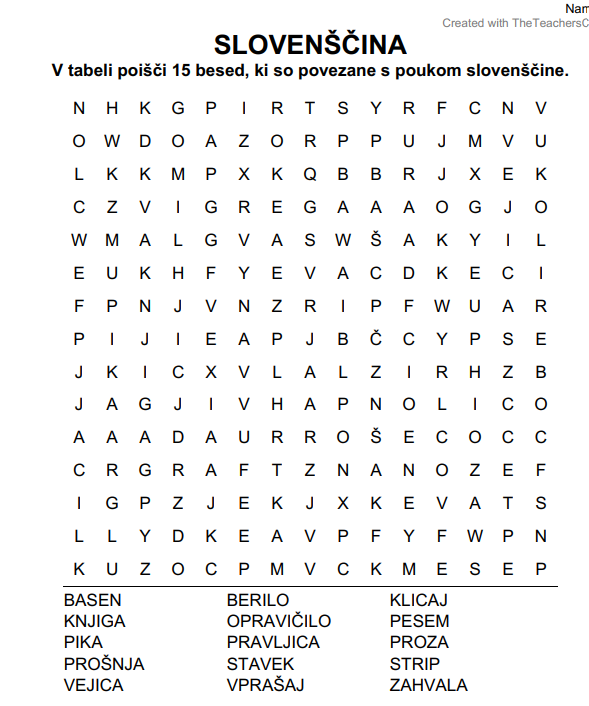 Nam
Created with TheTeachersC
SLOVENŠČINA
V tabeli poišči 15 besed, ki so povezane s poukom slovenščine.
N H K G P I R T S Y R F C N V
O W D O A Z O R P P U J M V U
L K K M P X K Q B B R J X E K
C Z V I G R E G A A A O G J O
W M A L G V A S W Š A K Y I L
E U K H F Y E V A C D K E C I
F P N J V N Z R I P F W U A R
P I J I E A P J B Č C Y P S E
J K I C X V L A L Z I R H Z B
J A G J I V H A P N O L I C O
A A A D A U R R O Š E C O C C
C R G R A F T Z N A N O Z E F
I G P Z J E K J X K E V A T S
L L Y D K E A V P F Y F W P N
K U Z O C P M V C K M E S E P
BASEN BERILO KLICAJ
KNJIGA OPRAVIČILO PESEM
PIKA PRAVLJICA PROZA
PROŠNJA STAVEK STRIP
VEJICA VPRAŠAJ ZAHVALA